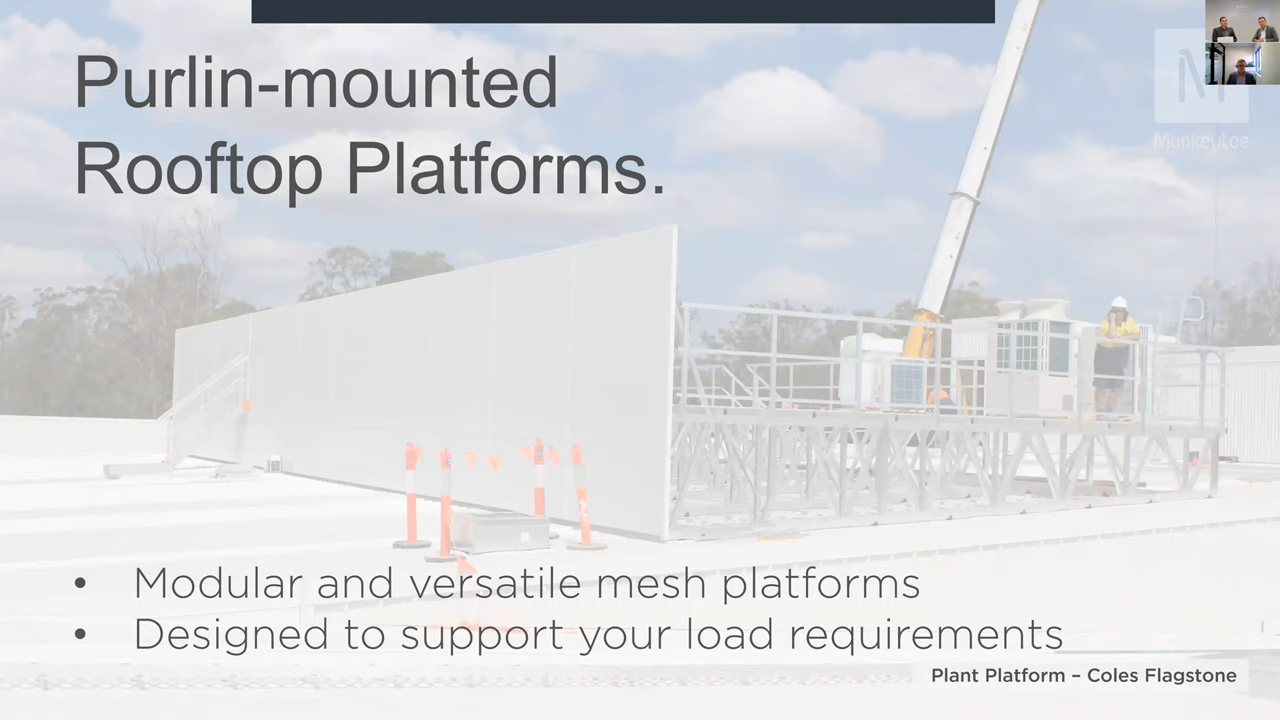 Purlin-mounted
Rooftop Platforms.
M
Monkeytoe
• Modular and versatile mesh platforms
• Designed to support your load requirements
Plant Platform – Coles Flagstone